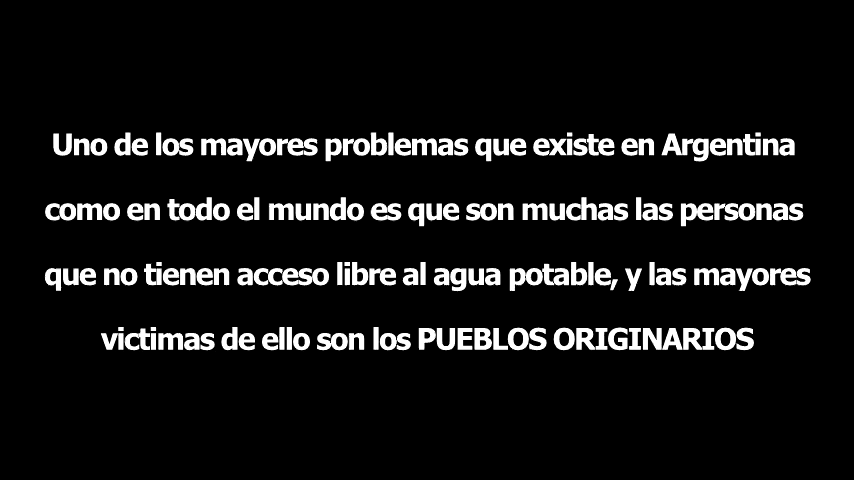 Uno de los mayores problemas que existe en Argentina
como en todo el mundo es que son muchas las personas
que no tienen acceso libre al agua potable, y las mayores
victimas de ello son los PUEBLOS ORIGINARIOS